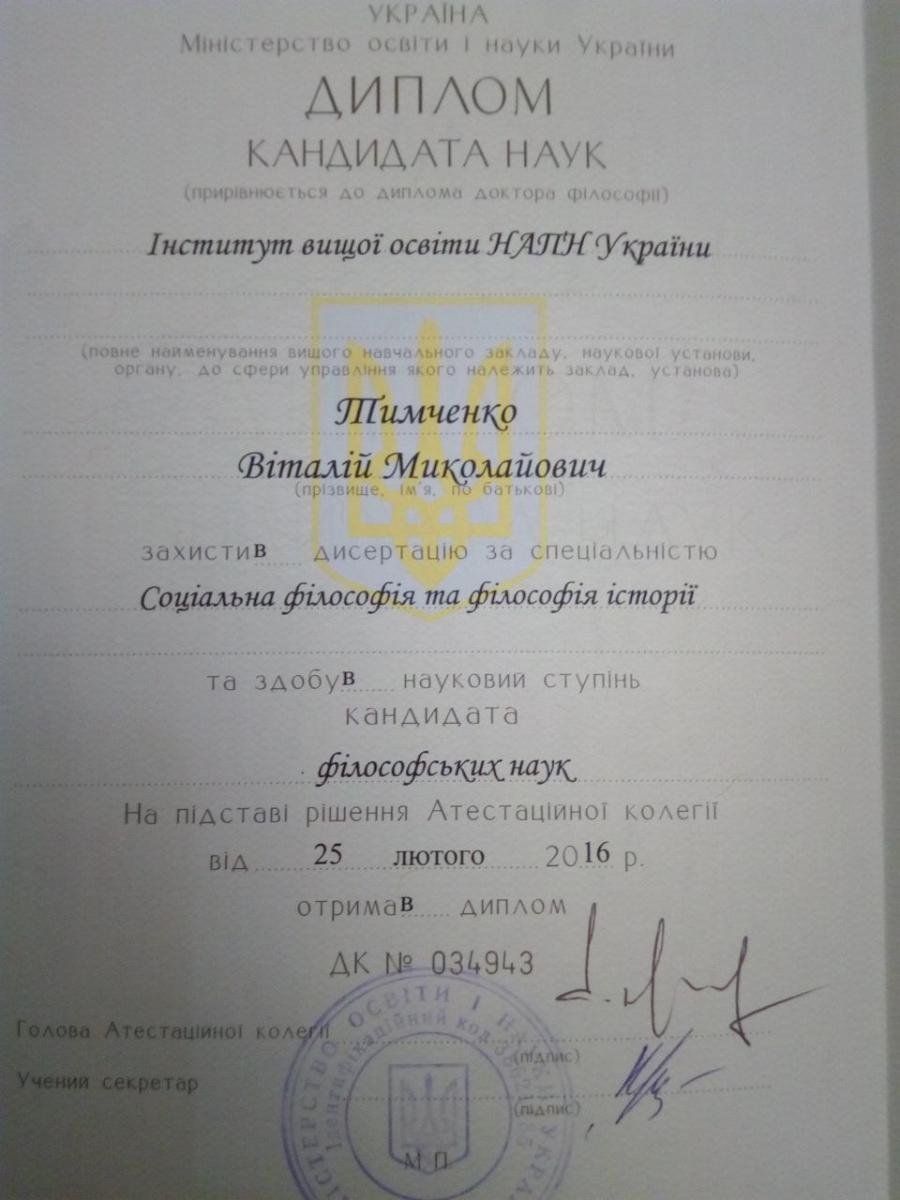 УКРАЇНА
Міністерство освіти і науки України
ДИПЛОМ
КАНДИДАТА НАУК
(прирівнюється до диплома доктора філософії)
Інститут вищої освіти НАПН України
(повне найменування вищого навчального закладу, наукової установи,
органу, до сфери управління якого належить заклад, установа)
Тимченко
Віталій Миколайович
(прізвище, ім'я, по батькові)
захистив дисертацію за спеціальністю
Соціальна філософія та філософія історії
та здобув науковий ступінь
кандидата
філософських наук
На підставі рішення Атестаційної колегії
від 25 лютого 2016 р.
отримав диплом
ДК № 034943
Голова Атестаційної колегії
(підпис)
Учений секретар
(підпис)
М П
ОСВІТИ І НАУКИ
Ідентифікаційний код